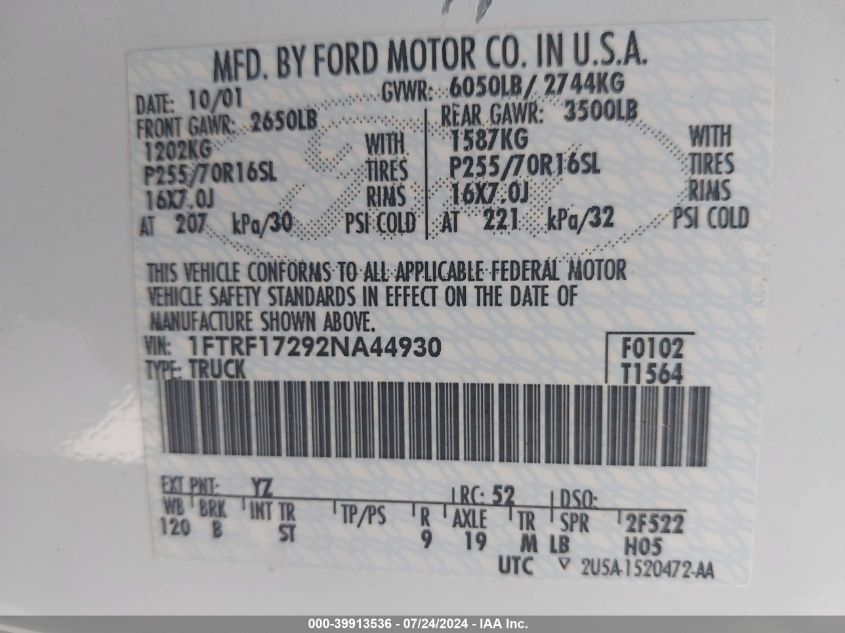 MFD. BY FORD MOTOR CO. IN U.S.A.
DATE: 10/01 GVWR: 6050LB/ 2744KG
FRONT GAWR: 2650LB REAR GAWR: 3500LB
1202KG WITH 1587KG WITH
P255/70R16SL TIRES P255/70R16SL TIRES
16X7.0J RIMS 16X7.0J RIMS
AT 207 kPa/30 PSI COLD AT 221 kPa/32 PSI COLD
THIS VEHICLE CONFORMS TO ALL APPLICABLE FEDERAL MOTOR
VEHICLE SAFETY STANDARDS IN EFFECT ON THE DATE OF
MANUFACTURE SHOWN ABOVE.
VIN: 1FTRF17292NA44930 F0102
TYPE: TRUCK T1564
EXT PNT: YZ RC: 52 DSO:
WB BRK INT TR TP/PS R AXLE TR SPR 2F522
120 B ST 9 19 M LB H05
UTC ▽ 2U5A-1520472-AA
000-39913536 - 07/24/2024 - IAA Inc.